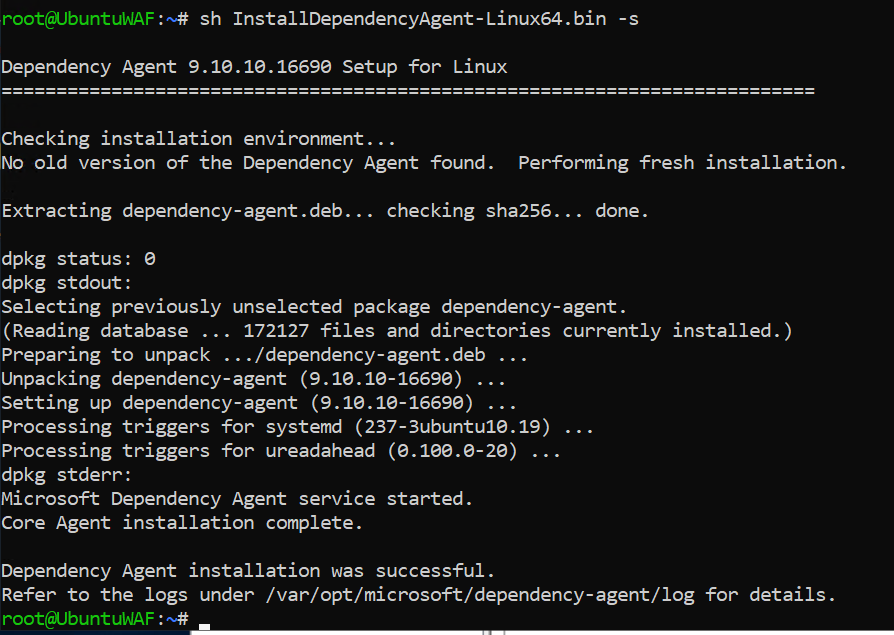 root@UbuntuWAF:~# sh InstallDependencyAgent-Linux64.bin -s
Dependency Agent 9.10.10.16690 Setup for Linux
==========================================================================
Checking installation environment...
No old version of the Dependency Agent found.  Performing fresh installation.
Extracting dependency-agent.deb... checking sha256... done.
dpkg status: 0
dpkg stdout:
Selecting previously unselected package dependency-agent.
(Reading database ... 172127 files and directories currently installed.)
Preparing to unpack .../dependency-agent.deb ...
Unpacking dependency-agent (9.10.10-16690) ...
Setting up dependency-agent (9.10.10-16690) ...
Processing triggers for systemd (237-3ubuntu10.19) ...
Processing triggers for ureadahead (0.100.0-20) ...
dpkg stderr:
Microsoft Dependency Agent service started.
Core Agent installation complete.
Dependency Agent installation was successful.
Refer to the logs under /var/opt/microsoft/dependency-agent/log for details.
root@UbuntuWAF:~#